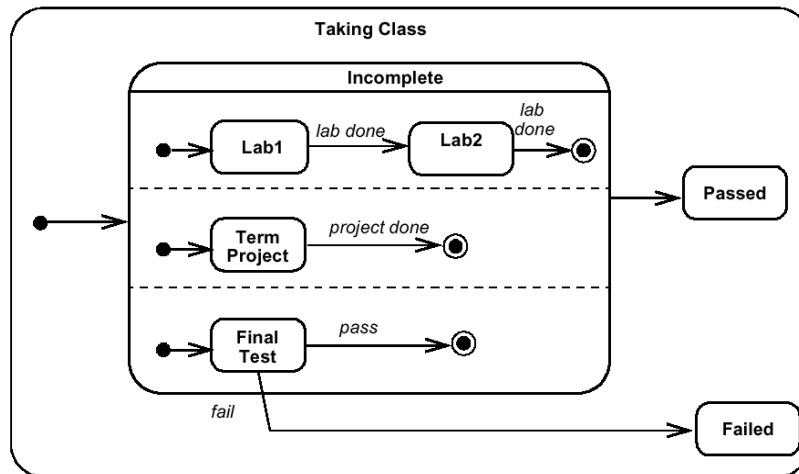 Taking Class
Incomplete
Lab1
lab done
Lab2
lab
done
Passed
Term
Project
project done
Final
Test
pass
fail
Failed